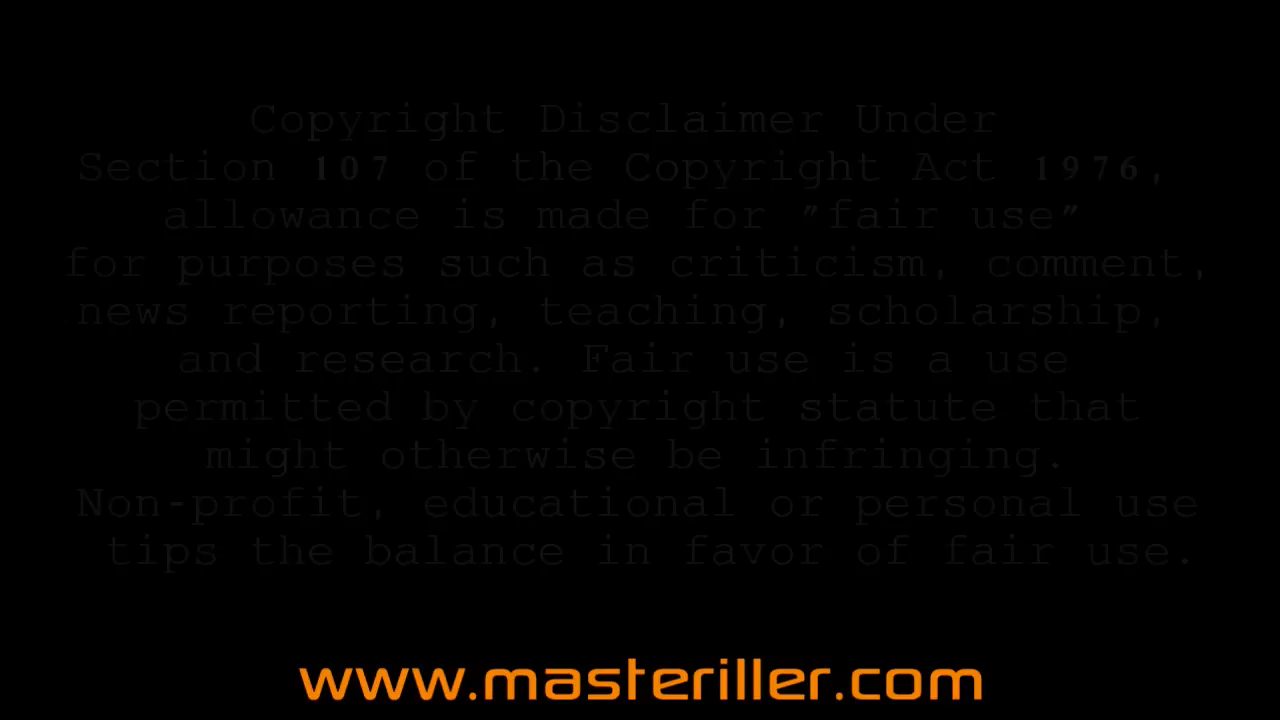 Copyright Disclaimer Under
Section 107 of the Copyright Act 1976,
allowance is made for "fair use"
for purposes such as criticism, comment,
news reporting, teaching, scholarship,
and research. Fair use is a use
permitted by copyright statute that
might otherwise be infringing.
Non-profit, educational or personal use
tips the balance in favor of fair use.
www.masteriller.com